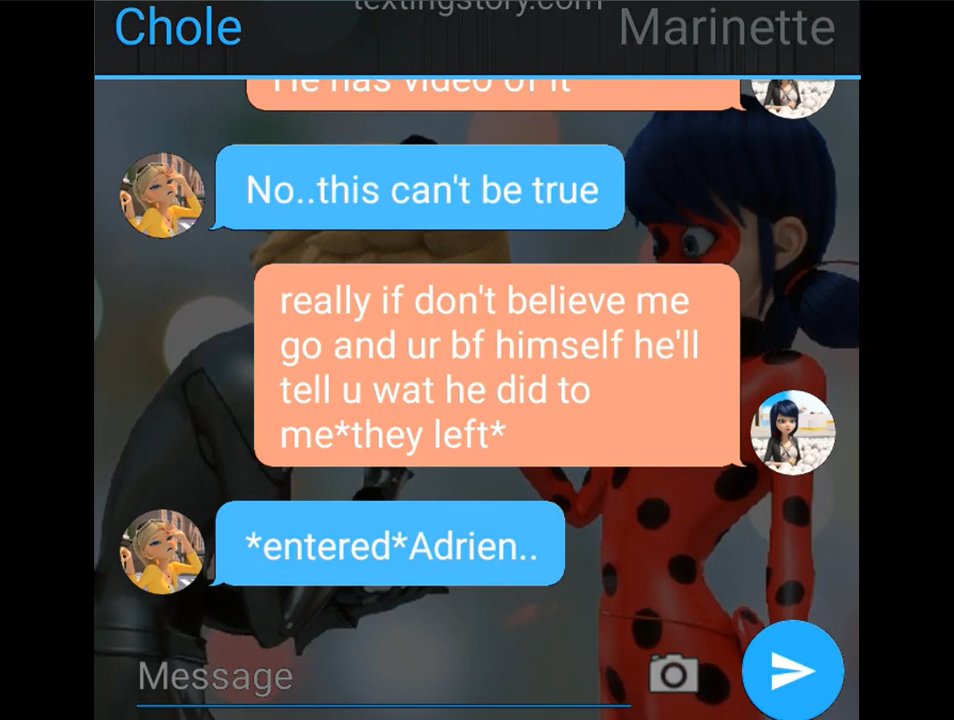 textingstory.com
Chole
Marinette
He has video of it
No..this can't be true
really if don't believe me
go and ur bf himself he'll
tell u wat he did to
me*they left*
*entered*Adrien..
Message